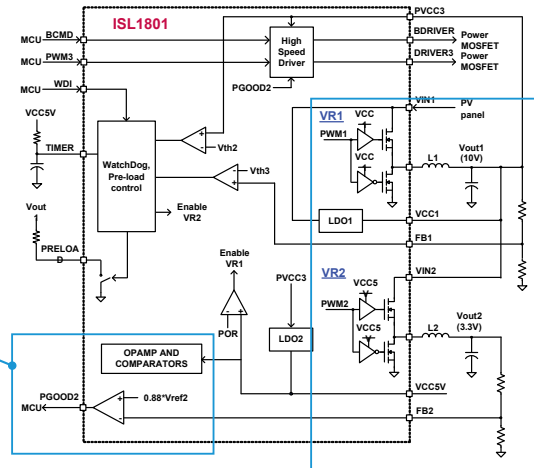 ISL1801
PVCC3
MCU BCMD
MCU PWM3
MCU WDI
High
Speed
Driver
BDRIVER
Power
MOSFET
DRIVER3
Power
MOSFET
PGOOD2
VCC5V
TIMER
WatchDog,
Pre-load
control
Vth2
Vth3
Enable
VR2
VR1
VCC
PWM1
VCC
VIN1
PV
panel
L1
Vout1
(10V)
LDO1
VCC1
FB1
Vout
1
PRELOA
D
Enable
VR1
POR
PVCC3
LDO2
VR2
VIN2
VCC5
PWM2
VCC5
L2
Vout2
(3.3V)
OPAMP AND
COMPARATORS
VCC5V
MCU PGOOD2
0.88*Vref2
FB2